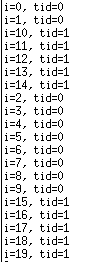 i=0, tid=0
i=1, tid=0
i=10, tid=1
i=11, tid=1
i=12, tid=1
i=13, tid=1
i=14, tid=1
i=2, tid=0
i=3, tid=0
i=4, tid=0
i=5, tid=0
i=6, tid=0
i=7, tid=0
i=8, tid=0
i=9, tid=0
i=15, tid=1
i=16, tid=1
i=17, tid=1
i=18, tid=1
i=19, tid=1